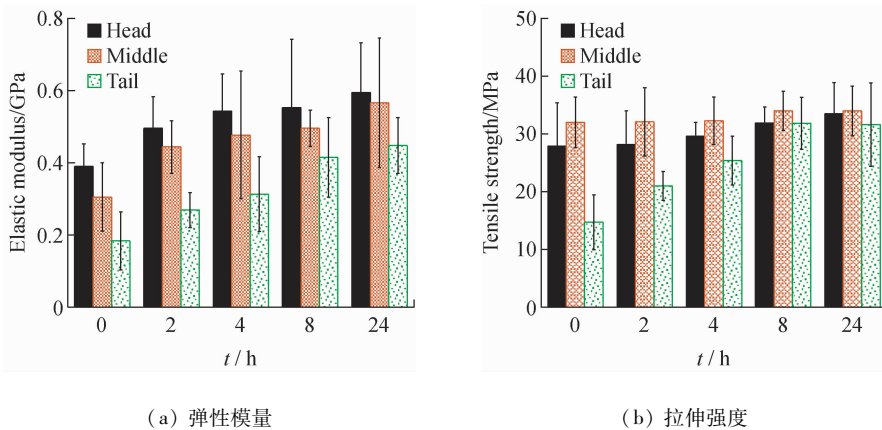 0.8
0.6
0.4
0.2
0
Elastic modulus/GPa
Head
Middle
Tail
0 2 4 8 24
t / h
(a) 弹性模量
50
40
30
20
10
0
Tensile strength/MPa
Head
Middle
Tail
0 2 4 8 24
t / h
(b) 拉伸强度